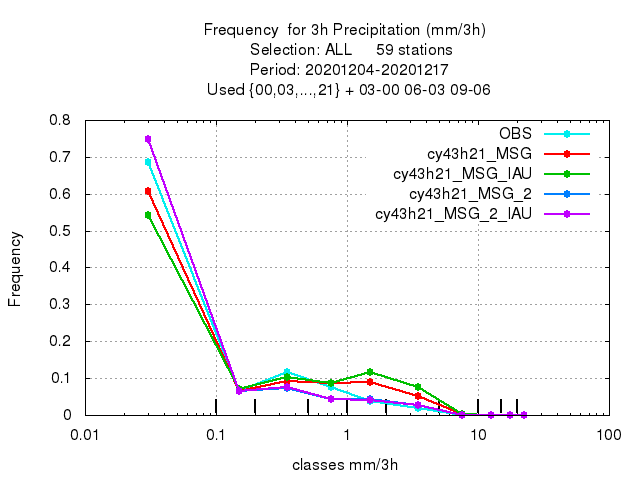 Frequency  for 3h Precipitation (mm/3h)
Selection: ALL     59 stations
Period: 20201204-20201217
Used {00,03,...,21} + 03-00 06-03 09-06
OBS
cy43h21_MSG
cy43h21_MSG_IAU
cy43h21_MSG_2
cy43h21_MSG_2_IAU
0.8
0.7
0.6
0.5
0.4
0.3
0.2
0.1
0
Frequency
0.01 0.1 1 10 100
classes mm/3h